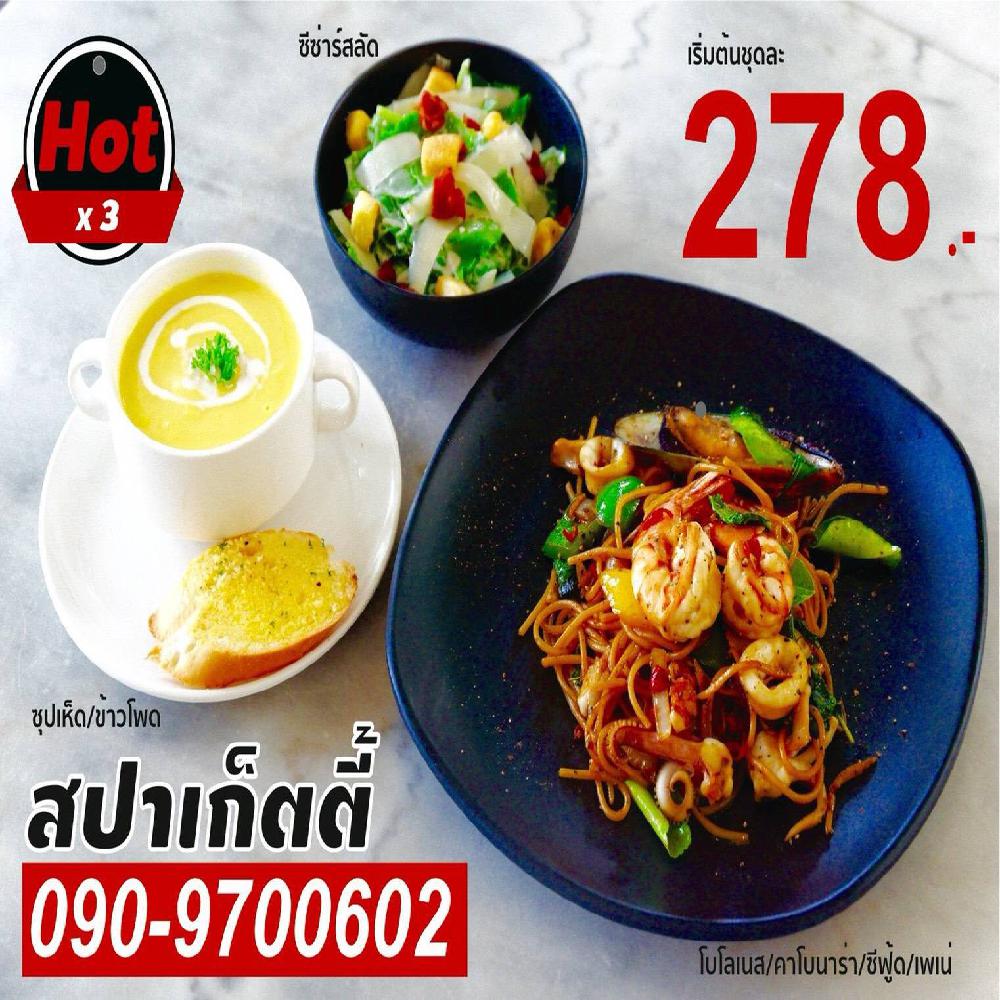 Hot
x 3
ซีซ่าร์สลัด
เริ่มต้นชุดละ
278.-
ซุปเห็ด/ข้าวโพด
สปาเก็ตตี้
090-9700602
โบโลเนส/คาโบนาร่า/ซีฟู้ด/เพเน่